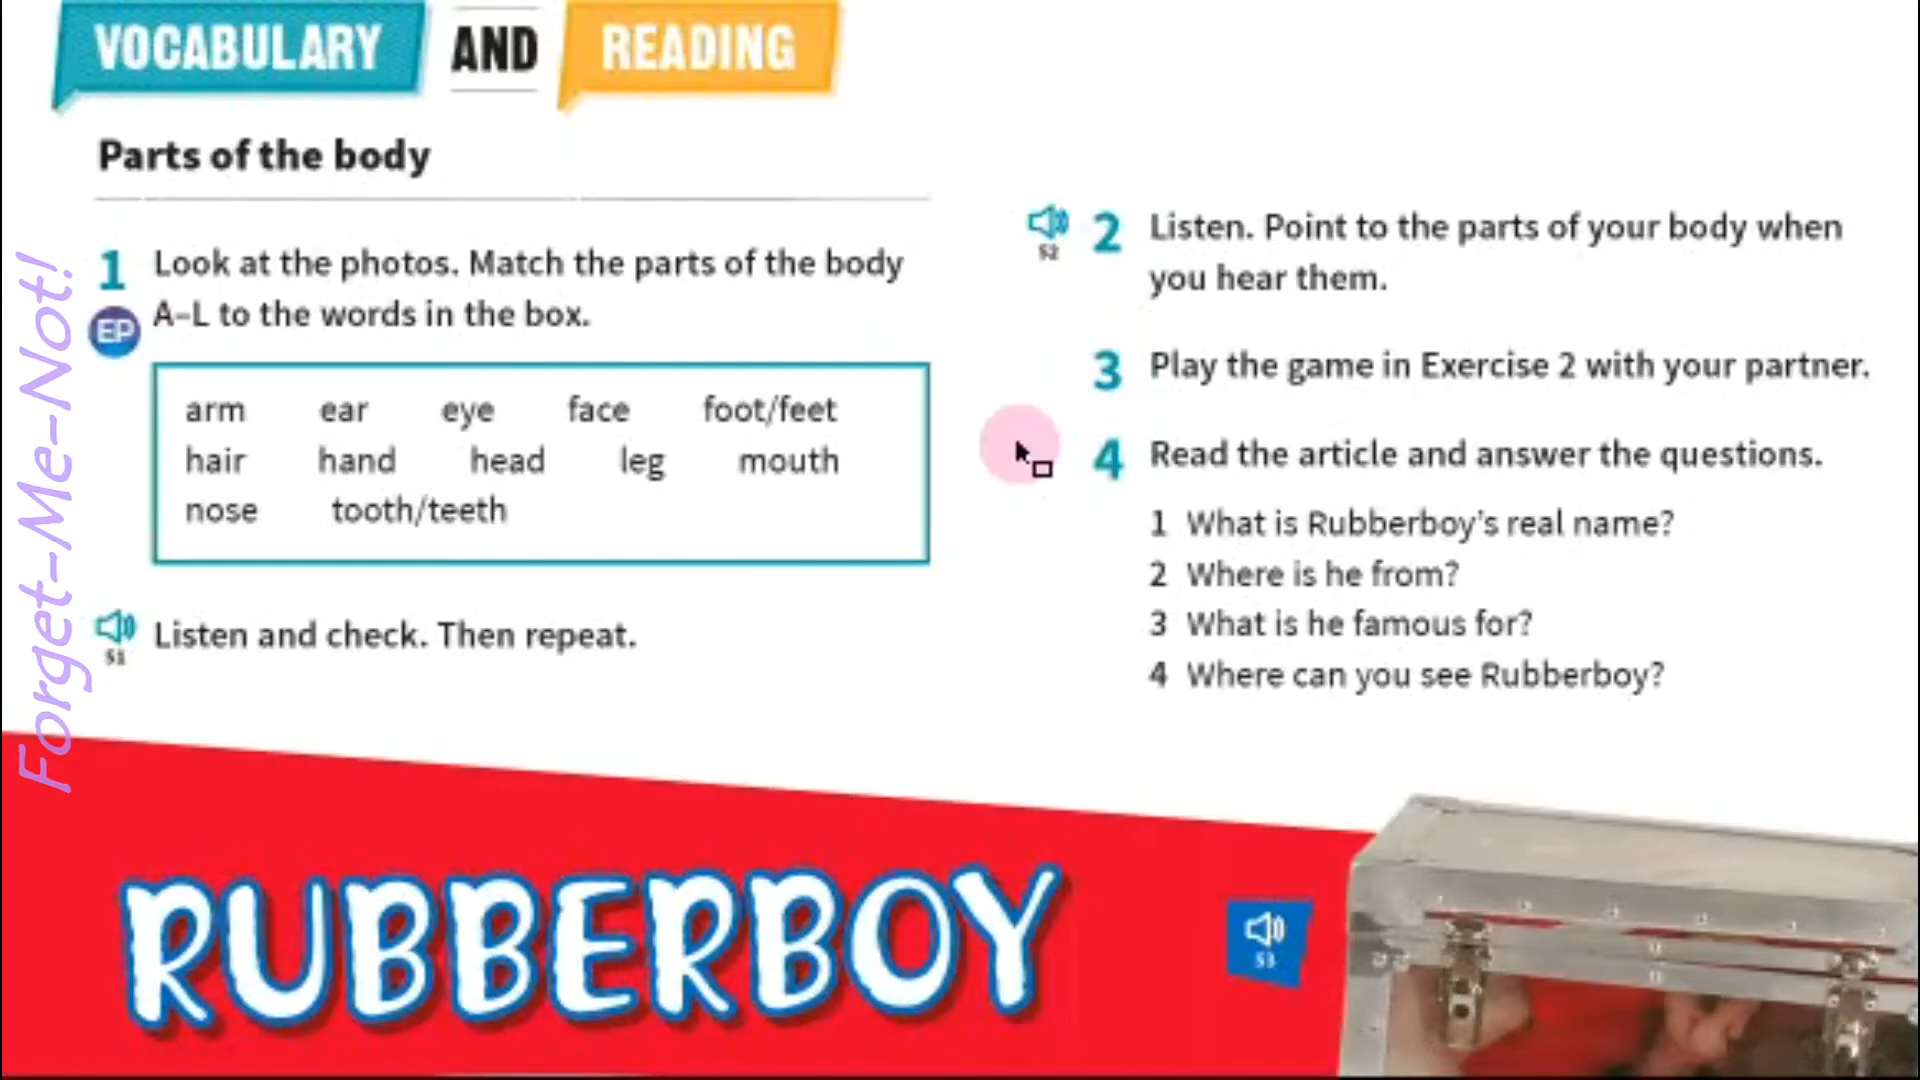 VOCABULARY AND READING
Parts of the body
1 Look at the photos. Match the parts of the body
EP A–L to the words in the box.
arm ear eye face foot/feet
hair hand head leg mouth
nose tooth/teeth
51 Listen and check. Then repeat.
52 2 Listen. Point to the parts of your body when
you hear them.
3 Play the game in Exercise 2 with your partner.
4 Read the article and answer the questions.
1 What is Rubberboy's real name?
2 Where is he from?
3 What is he famous for?
4 Where can you see Rubberboy?
Forget-Me-Not!
RUBBERBOY
53